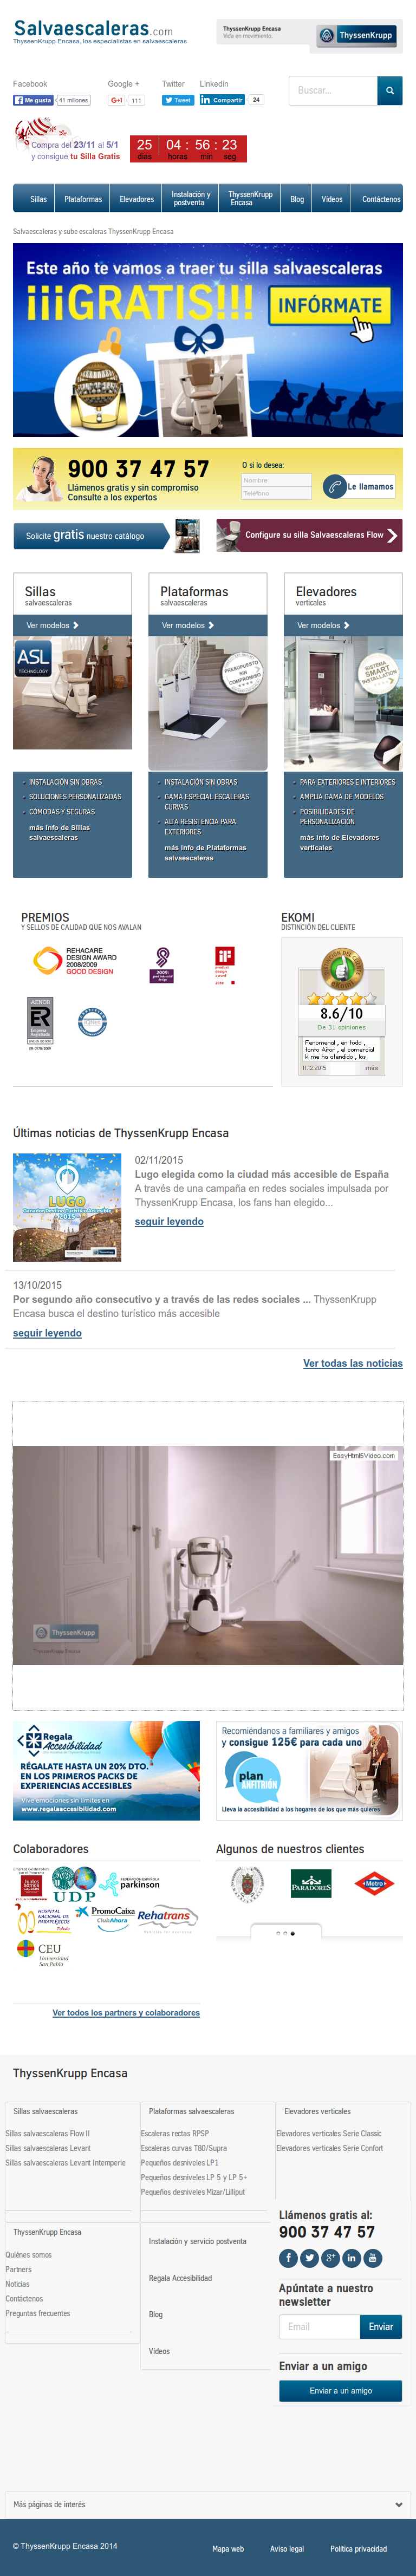 Salvaescaleras.com
ThyssenKrupp Encasa, los especialistas en salvaescaleras
ThyssenKrupp Encasa
Vida en movimiento.
ThyssenKrupp
Facebook
Google +
Twitter
Linkedin
Me gusta
41 millones
+1
111
Tweet
Compartir
24
Buscar...
Compra del 23/11 al 5/1
y consigue tu Silla Gratis
25 04 : 56 : 23
días horas min seg
Sillas
Plataformas
Elevadores
Instalación y postventa
ThyssenKrupp Encasa
Blog
Vídeos
Contáctenos
Salvaescaleras y sube escaleras ThyssenKrupp Encasa
Este año te vamos a traer tu silla
¡¡¡GRATIS!!!
INFÓRMATE
900 37 47 57
Llámenos gratis y sin compromiso
Consulte a los expertos
O si lo desea:
Nombre
Teléfono
Le llamamos
Solicite gratis nuestro catálogo
Configure su silla Salvaescaleras Flow
Sillas
salvaescaleras
Ver modelos
ASL
TECHNOLOGY
INSTALACIÓN SIN OBRAS
SOLUCIONES PERSONALIZADAS
CÓMODAS Y SEGURAS
más info de Sillas
salvaescaleras
Plataformas
salvaescaleras
Ver modelos
PRESUPUESTO
SIN
COMPROMISO
INSTALACIÓN SIN OBRAS
GAMA ESPECIAL ESCALERAS
CURVAS
ALTA RESISTENCIA PARA
EXTERIORES
más info de Plataformas
salvaescaleras
Elevadores
verticales
Ver modelos
SISTEMA
SMART
INSTALLATION
PARA EXTERIORES E INTERIORES
AMPLIA GAMA DE MODELOS
POSIBILIDADES DE
PERSONALIZACIÓN
más info de Elevadores
verticales
PREMIOS
Y SELLOS DE CALIDAD QUE NOS AVALAN
REHACARE
DESIGN AWARD
2008/2009
GOOD DESIGN
2009
product
design
award
AENOR
ER
Empresa
Registrada
EKOMI
DISTINCIÓN DEL CLIENTE
8.6/10
De 31 opiniones
Fenomenal , en todo ,
tanto Aitor , el comercial
k me ha atendido , los
11.12.2015
más
Últimas noticias de ThyssenKrupp Encasa
LUGO
2015
02/11/2015
Lugo elegida como la ciudad más accesible de España
A través de una campaña en redes sociales impulsada por
ThyssenKrupp Encasa, los fans han elegido...
seguir leyendo
13/10/2015
Por segundo año consecutivo y a través de las redes sociales ... ThyssenKrupp
Encasa busca el destino turístico más accesible
seguir leyendo
Ver todas las noticias
EasyHtml5Video.com
ThyssenKrupp
ThyssenKrupp Encasa
Regala
Accesibilidad
REGÁLATE HASTA UN 20% DTO.
EN LOS PRIMEROS PACKS DE
EXPERIENCIAS ACCESIBLES
Vive emociones sin límites en
www.regalaaccesibilidad.com
Recomiéndanos a familiares y amigos
y consigue 125€ para cada uno
plan
ANFITRIÓN
Lleva la accesibilidad a los hogares de los que más quieres
Colaboradores
Algunos de nuestros clientes
UDP
FEDERACIÓN ESPAÑOLA
parkinson
HOSPITAL
NACIONAL DE
PARAPLÉJICOS
Toledo
PromoCaixa
ClubAhora
Rehatrans
CEU
Universidad
San Pablo
PARADORES
Metro
Ver todos los partners y colaboradores
ThyssenKrupp Encasa
Sillas salvaescaleras
Sillas salvaescaleras Flow II
Sillas salvaescaleras Levant
Sillas salvaescaleras Levant Intemperie
Plataformas salvaescaleras
Escaleras rectas RPSP
Escaleras curvas T80/Supra
Pequeños desniveles LP1
Pequeños desniveles LP 5 y LP 5+
Pequeños desniveles Mizar/Lilliput
Elevadores verticales
Elevadores verticales Serie Classic
Elevadores verticales Serie Confort
ThyssenKrupp Encasa
Quiénes somos
Partners
Noticias
Contáctenos
Preguntas frecuentes
Instalación y servicio postventa
Regala Accesibilidad
Blog
Vídeos
Llámenos gratis al:
900 37 47 57
Apúntate a nuestro
newsletter
Email
Enviar
Enviar a un amigo
Enviar a un amigo
Más páginas de interés
© ThyssenKrupp Encasa 2014
Mapa web
Aviso legal
Política privacidad